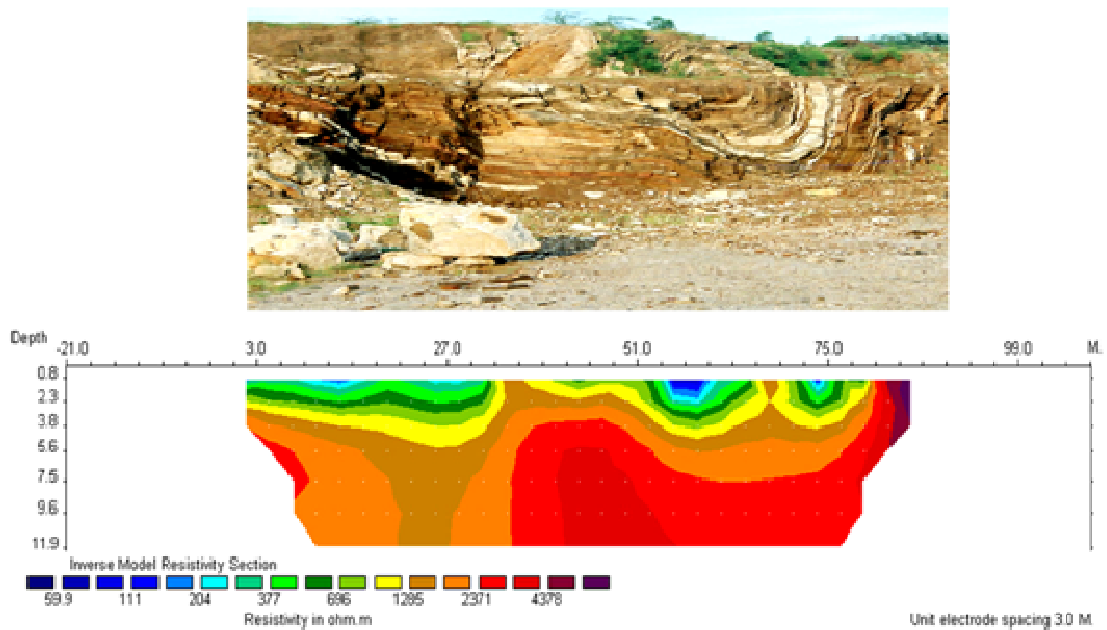 Depth
-21.0 3.0 27.0 51.0 75.0 99.0 M.
0.8
2.3
3.8
5.6
7.5
9.6
11.9
Inverse Model Resistivity Section
59.9 111 204 377 696 1285 2371 4378
Resistivity in ohm.m
Unit electrode spacing 3.0 M.